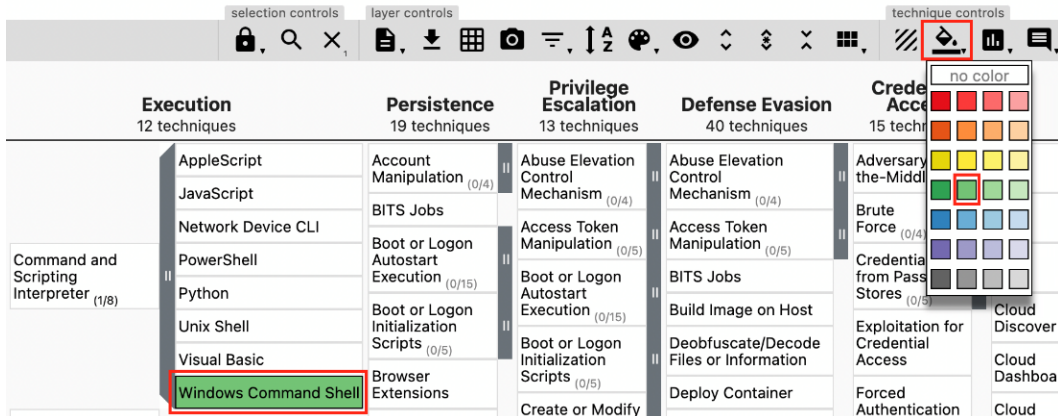 selection controls
layer controls
technique controls
1
A
Z
no color
Execution
12 techniques
Persistence
19 techniques
Privilege
Escalation
13 techniques
Defense Evasion
40 techniques
Crede
Acce
15 techn
Command and
Scripting
Interpreter (1/8)
AppleScript
JavaScript
Network Device CLI
PowerShell
Python
Unix Shell
Visual Basic
Windows Command Shell
Account
Manipulation (0/4)
BITS Jobs
Boot or Logon
Autostart
Execution (0/15)
Boot or Logon
Initialization
Scripts (0/5)
Browser
Extensions
Abuse Elevation
Control
Mechanism (0/4)
Access Token
Manipulation (0/5)
Boot or Logon
Autostart
Execution (0/15)
Boot or Logon
Initialization
Scripts (0/5)
Create or Modify
Abuse Elevation
Control
Mechanism (0/4)
Access Token
Manipulation (0/5)
BITS Jobs
Build Image on Host
Deobfuscate/Decode
Files or Information
Deploy Container
Adversary
the-Middl
Brute
Force (0/4)
Credentia
from Pass
Stores (0/5)
Exploitation for
Credential
Access
Forced
Authentication
Cloud
Discover
Cloud
Dashboa
Cloud